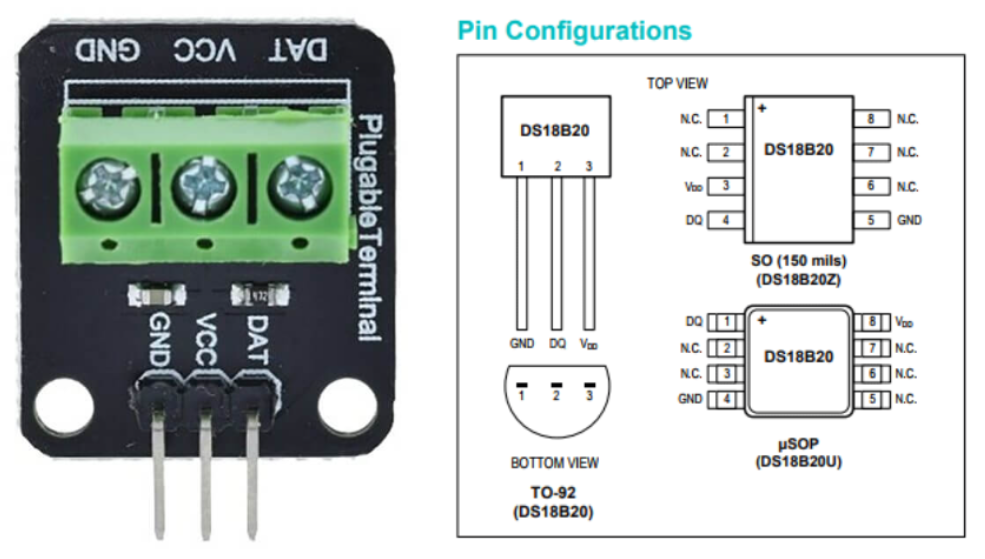 GND VCC DAT
Plugable Terminal
GND VCC DAT
Pin Configurations
TOP VIEW
DS18B20
1 2 3
GND DQ VDD
1 2 3
BOTTOM VIEW
TO-92
(DS18B20)
N.C. 1 + 8 N.C.
N.C. 2 DS18B20 7 N.C.
VDD 3 6 N.C.
DQ 4 5 GND
SO (150 mils)
(DS18B20Z)
DQ 1 + 8 VDD
N.C. 2 DS18B20 7 N.C.
N.C. 3 6 N.C.
GND 4 5 N.C.
µSOP
(DS18B20U)